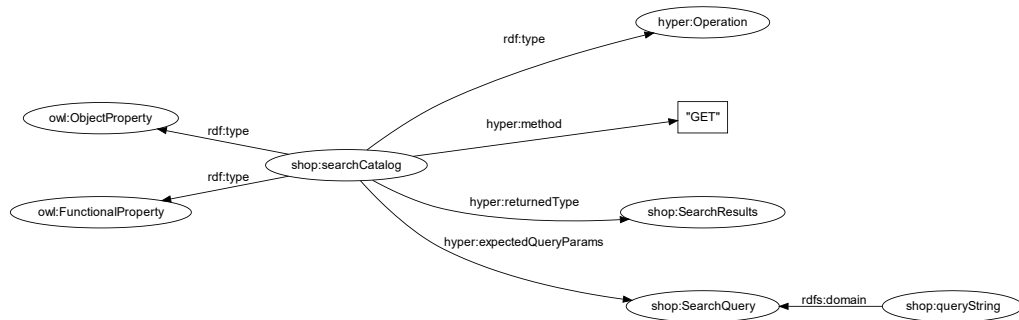 hyper:Operation
rdf:type
"GET"
owl:ObjectProperty
rdf:type
hyper:method
shop:searchCatalog
rdf:type
hyper:returnedType
owl:FunctionalProperty
shop:SearchResults
hyper:expectedQueryParams
shop:SearchQuery
rdfs:domain
shop:queryString